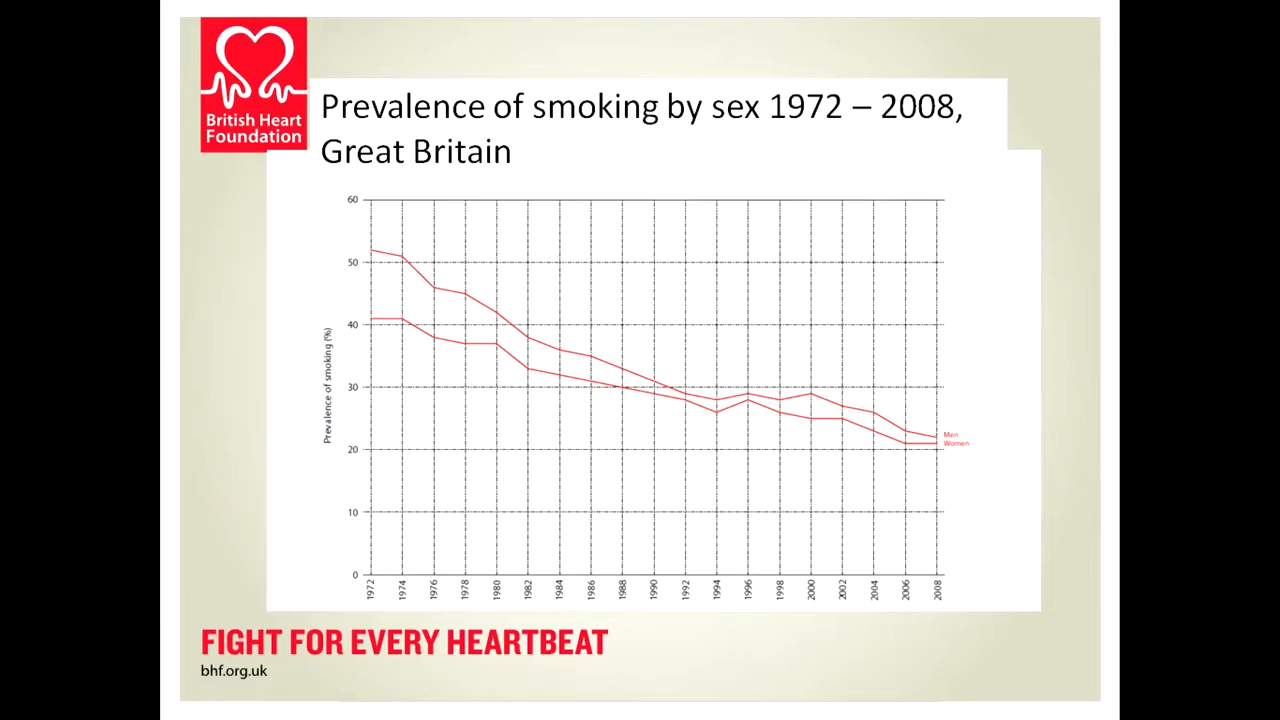 British Heart
Foundation
Prevalence of smoking by sex 1972 – 2008,
Great Britain
60
50
40
30
20
10
0
Prevalence of smoking (%)
Men
Women
1972
1974
1976
1978
1980
1982
1984
1986
1988
1990
1992
1994
1996
1998
2000
2002
2004
2006
2008
FIGHT FOR EVERY HEARTBEAT
bhf.org.uk